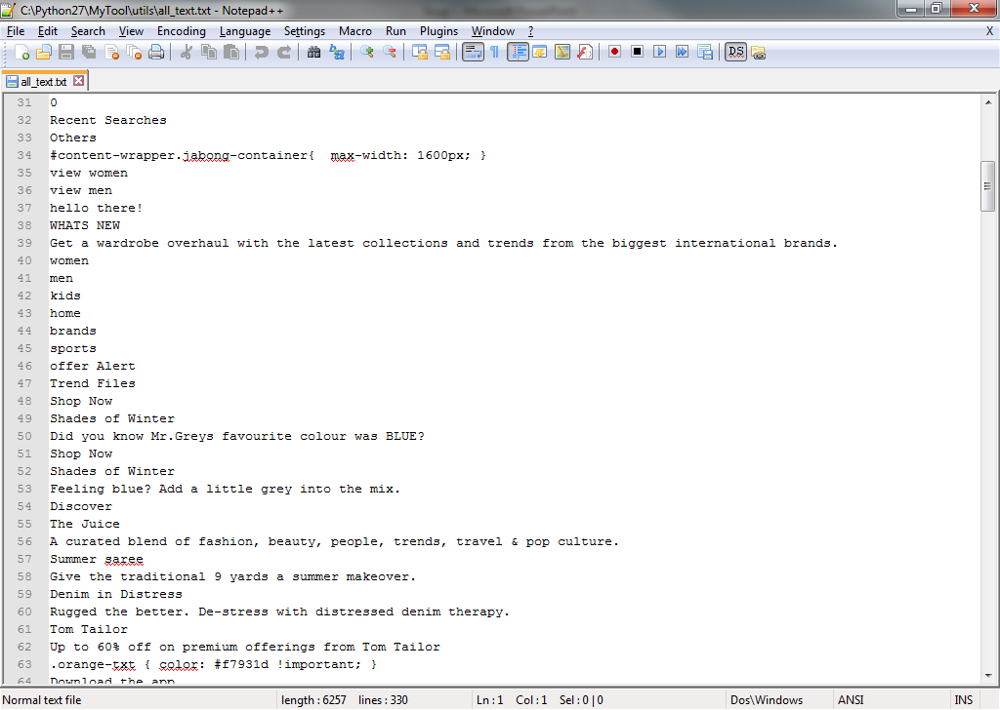 C:\Python27\MyTool\utils\all_text.txt - Notepad++
File Edit Search View Encoding Language Settings Macro Run Plugins Window ? X
all_text.txt
31 0
32 Recent Searches
33 Others
34 #content-wrapper.jabong-container{  max-width: 1600px; }
35 view women
36 view men
37 hello there!
38 WHATS NEW
39 Get a wardrobe overhaul with the latest collections and trends from the biggest international brands.
40 women
41 men
42 kids
43 home
44 brands
45 sports
46 offer Alert
47 Trend Files
48 Shop Now
49 Shades of Winter
50 Did you know Mr.Greys favourite colour was BLUE?
51 Shop Now
52 Shades of Winter
53 Feeling blue? Add a little grey into the mix.
54 Discover
55 The Juice
56 A curated blend of fashion, beauty, people, trends, travel & pop culture.
57 Summer saree
58 Give the traditional 9 yards a summer makeover.
59 Denim in Distress
60 Rugged the better. De-stress with distressed denim therapy.
61 Tom Tailor
62 Up to 60% off on premium offerings from Tom Tailor
63 .orange-txt { color: #f7931d !important; }
64 Download the app
Normal text file length : 6257 lines : 330 Ln : 1 Col : 1 Sel : 0 | 0 Dos\Windows ANSI INS